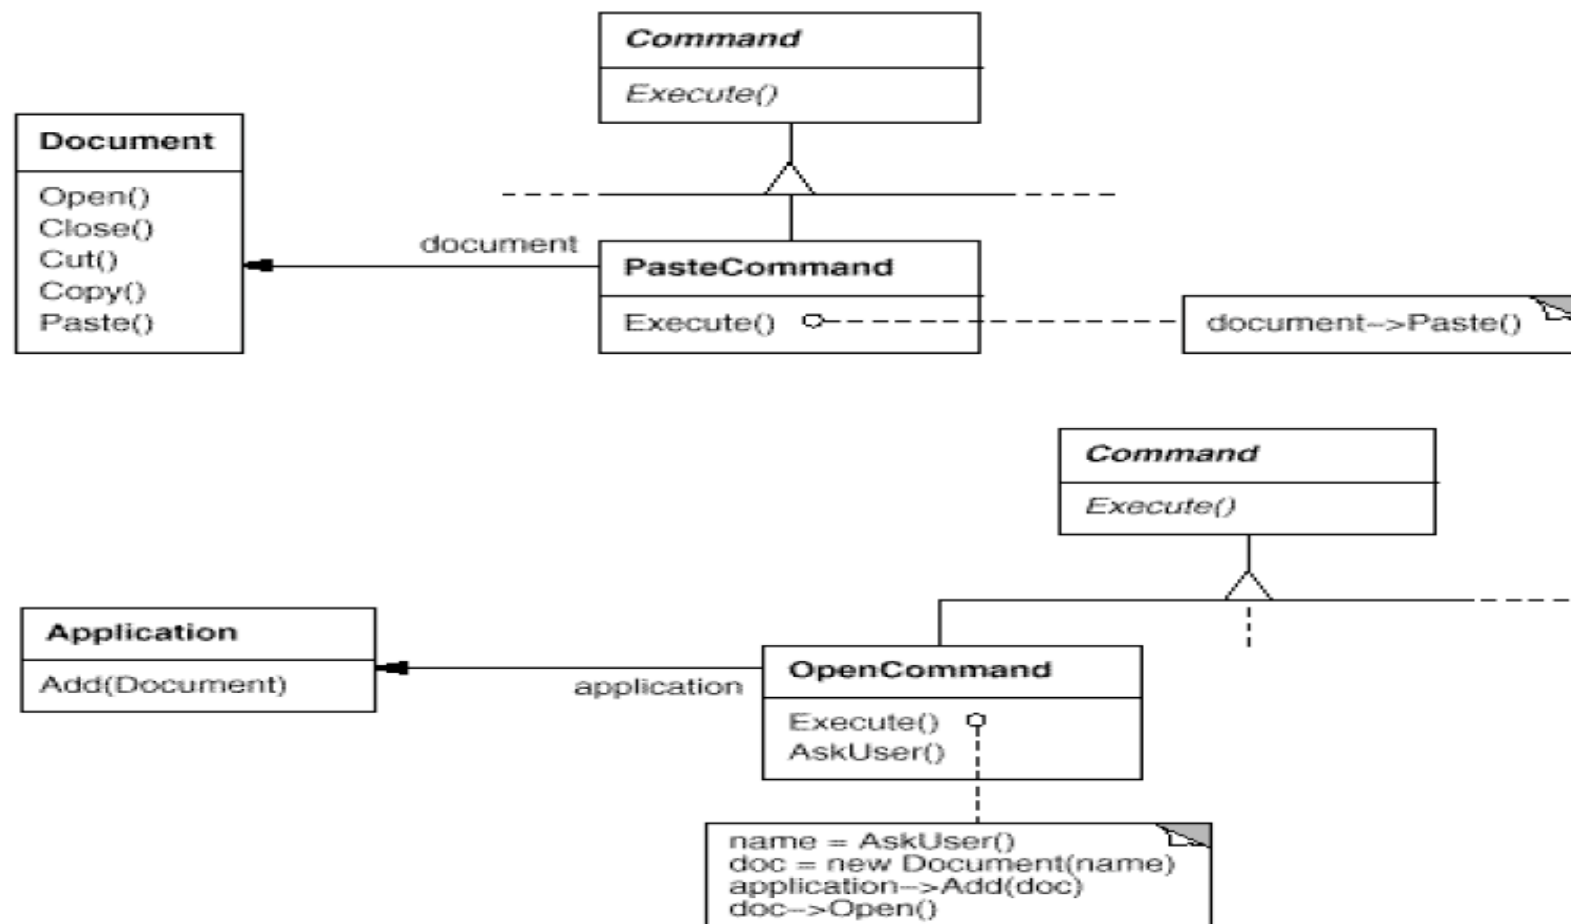 Command
Execute()
Document
Open()
Close()
Cut()
Copy()
Paste()
document
PasteCommand
Execute()
document-->Paste()
Command
Execute()
Application
Add(Document)
application
OpenCommand
Execute()
AskUser()
name = AskUser()
doc = new Document(name)
application-->Add(doc)
doc-->Open()